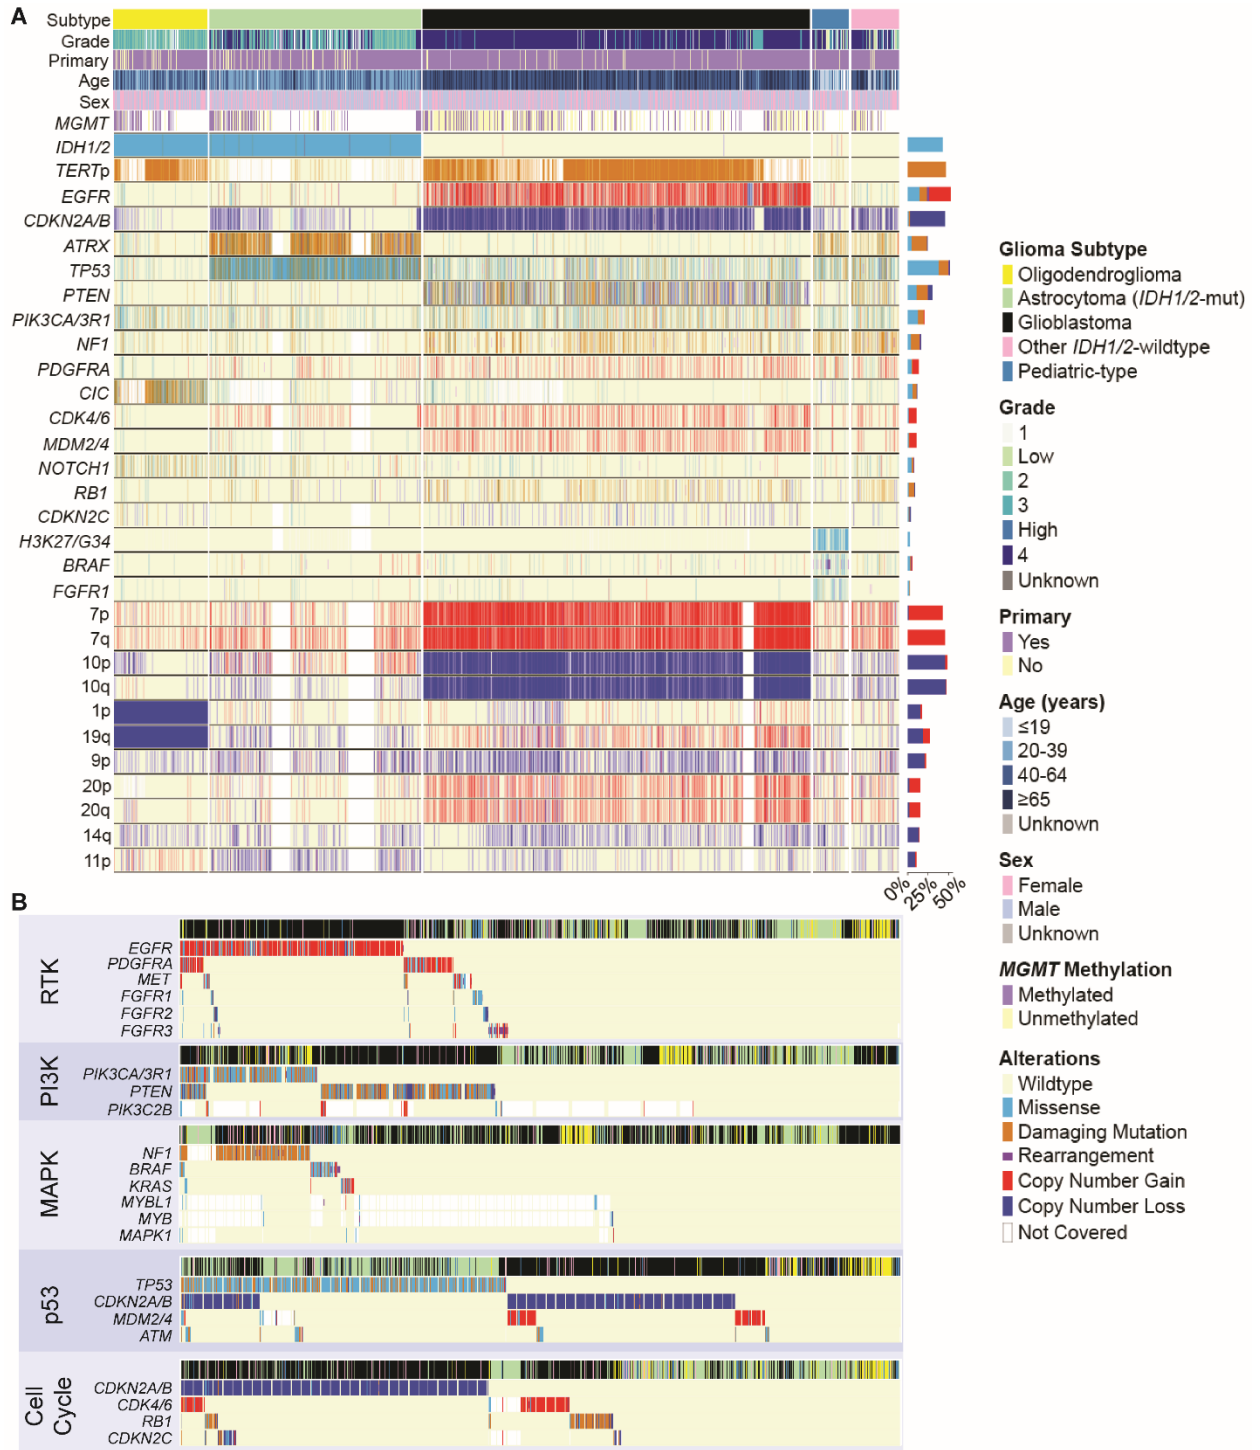 A
Subtype
Grade
Primary
Age
Sex
MGMT
IDH1/2
TERTp
EGFR
CDKN2A/B
ATRX
TP53
PTEN
PIK3CA/3R1
NF1
PDGFRA
CIC
CDK4/6
MDM2/4
NOTCH1
RB1
CDKN2C
H3K27/G34
BRAF
FGFR1
7p
7q
10p
10q
1p
19q
9p
20p
20q
14q
11p
0%
25%
50%
Glioma Subtype
Oligodendroglioma
Astrocytoma (IDH1/2-mut)
Glioblastoma
Other IDH1/2-wildtype
Pediatric-type
Grade
1
Low
2
3
High
4
Unknown
Primary
Yes
No
Age (years)
≤19
20-39
40-64
≥65
Unknown
Sex
Female
Male
Unknown
MGMT Methylation
Methylated
Unmethylated
Alterations
Wildtype
Missense
Damaging Mutation
Rearrangement
Copy Number Gain
Copy Number Loss
Not Covered
B
RTK
EGFR
PDGFRA
MET
FGFR1
FGFR2
FGFR3
PI3K
PIK3CA/3R1
PTEN
PIK3C2B
MAPK
NF1
BRAF
KRAS
MYBL1
MYB
MAPK1
p53
TP53
CDKN2A/B
MDM2/4
ATM
Cell
Cycle
CDKN2A/B
CDK4/6
RB1
CDKN2C